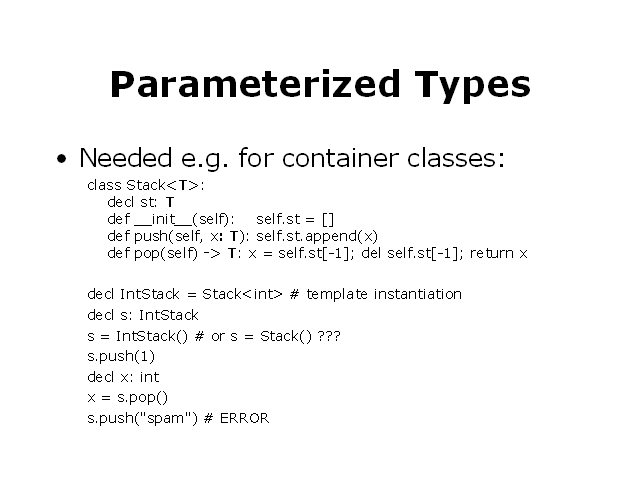 Parameterized Types
• Needed e.g. for container classes:
class Stack<T>:
decl st: T
def __init__(self): self.st = []
def push(self, x: T): self.st.append(x)
def pop(self) -> T: x = self.st[-1]; del self.st[-1]; return x
decl IntStack = Stack<int> # template instantiation
decl s: IntStack
s = IntStack() # or s = Stack() ???
s.push(1)
decl x: int
x = s.pop()
s.push("spam") # ERROR